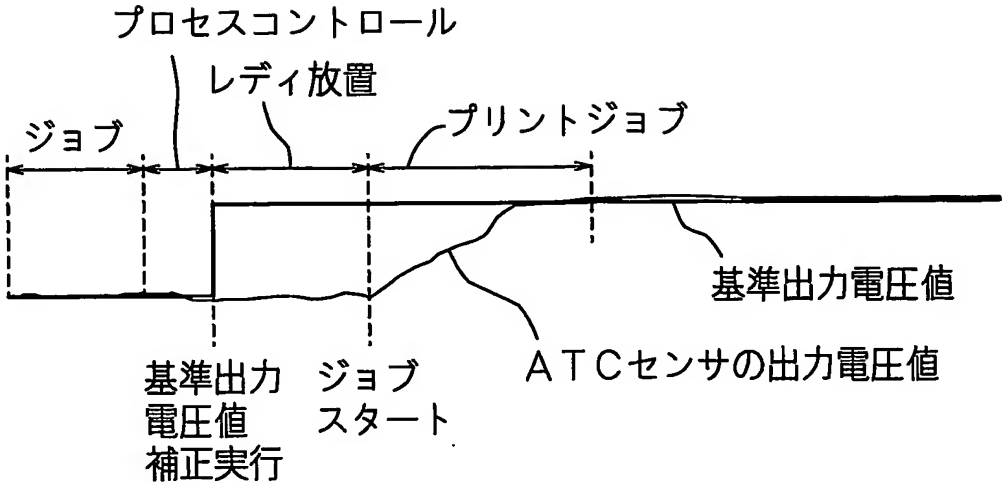 プロセスコントロール
レディ放置
プリントジョブ
ジョブ
基準出力電圧値
ATCセンサの出力電圧値
基準出力
電圧値
補正実行
ジョブ
スタート